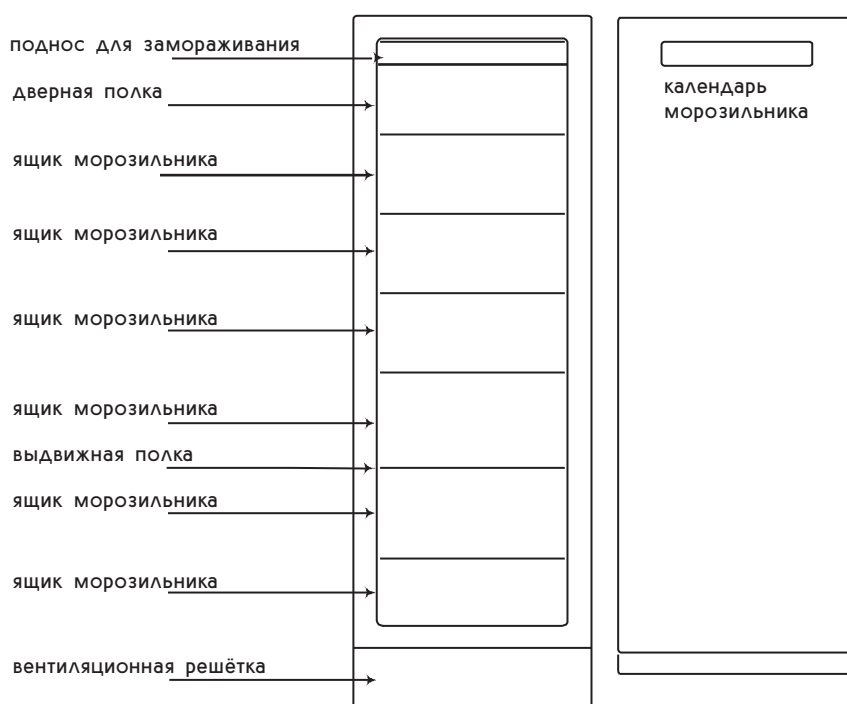 поднос для замораживания
дверная полка
ящик морозильника
ящик морозильника
ящик морозильника
ящик морозильника
выдвижная полка
ящик морозильника
ящик морозильника
вентиляционная решётка
календарь
морозильника